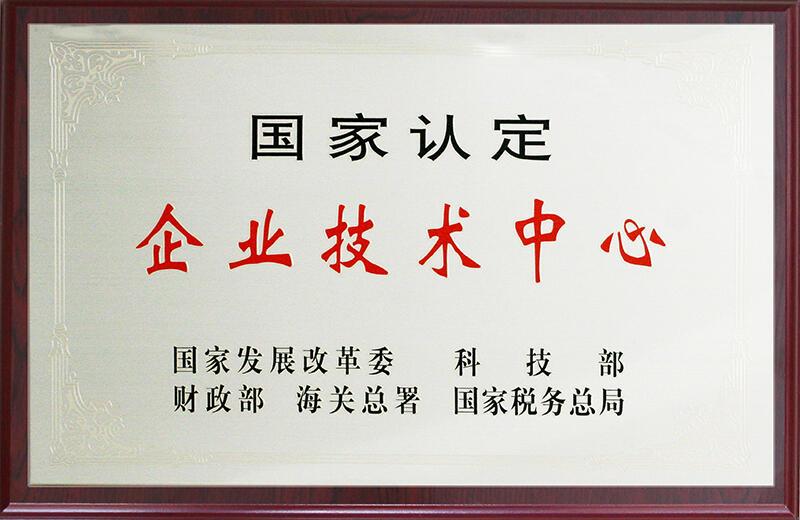 国家认定
企业技术中心
国家发展改革委 科技部
财政部 海关总署 国家税务总局